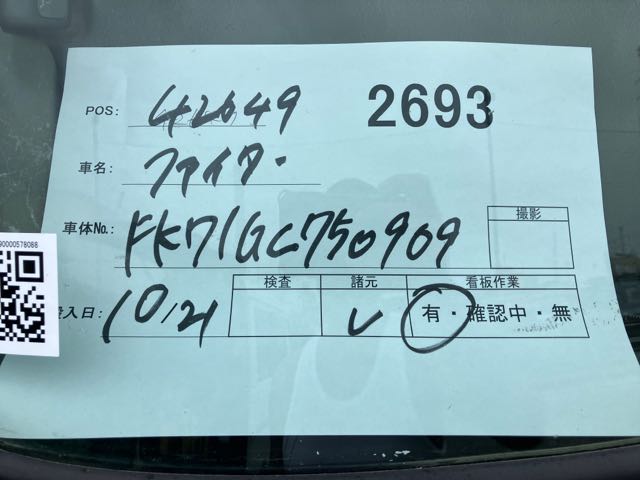 POS: 42649 2693
車名: ファイター
車体No.: FK71GC750909
撮影
検査 諸元 看板作業
入日: 10/21 レ 有・確認中・無
90000578088